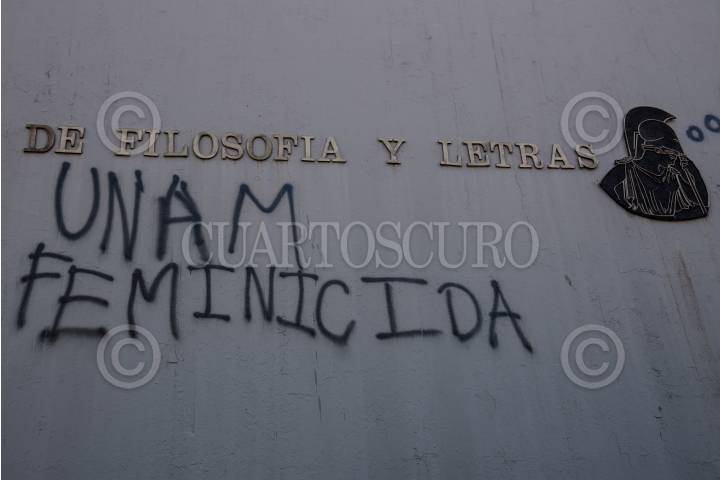 DE FILOSOFIA Y LETRAS
UNAM
CUARTOSCURO
FEMINICIDA